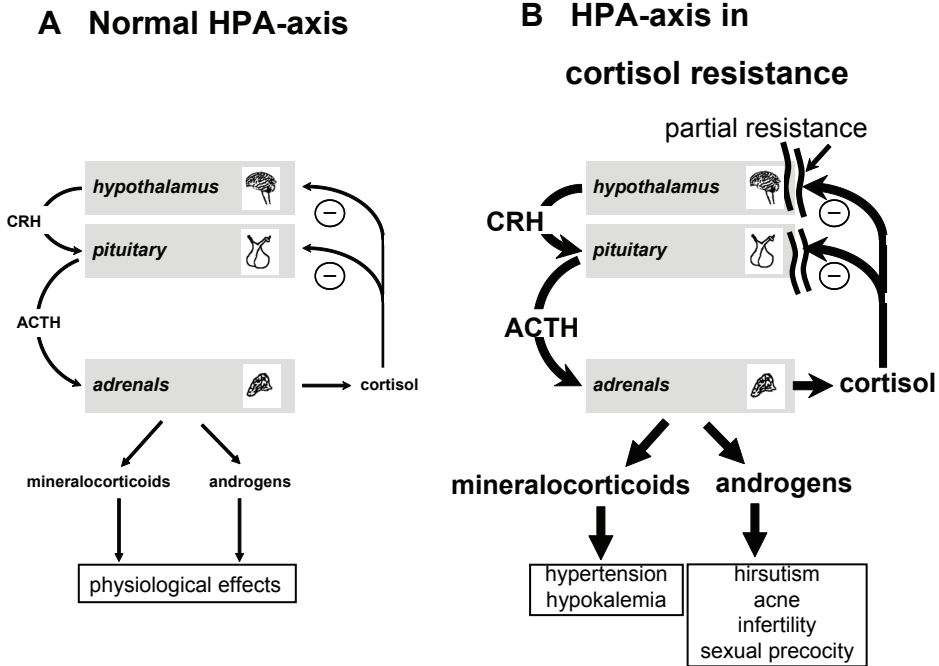 A Normal HPA-axis
hypothalamus
CRH
−
pituitary
−
ACTH
adrenals
cortisol
mineralocorticoids
androgens
physiological effects
B HPA-axis in
cortisol resistance
partial resistance
hypothalamus
CRH
−
pituitary
−
ACTH
adrenals
cortisol
mineralocorticoids
androgens
hypertension
hypokalemia
hirsutism
acne
infertility
sexual precocity